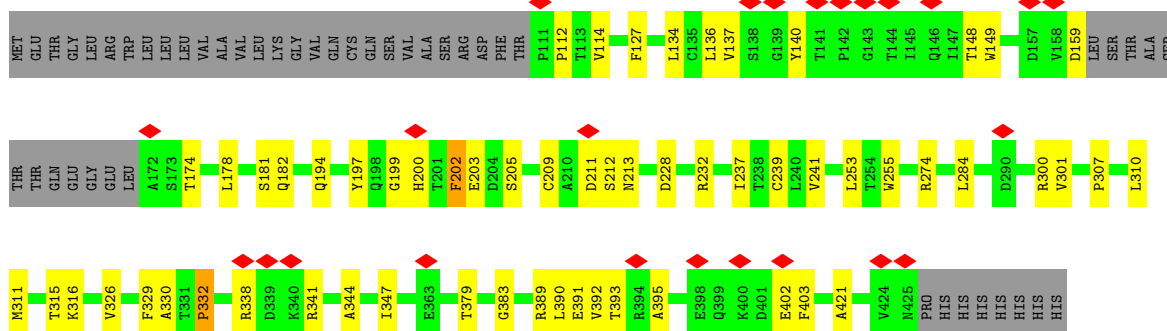 MET GLU THR GLY LEU ARG TRP LEU LEU LEU VAL ALA VAL LEU LYS GLY VAL GLN CYS GLN SER VAL ALA SER ARG ASP PHE THR P111 P112 T113 V114 F127 L134 C135 L136 V137 S138 G139 Y140 T141 P142 G143 T144 I145 Q146 I147 T148 W149 D157 V158 D159 LEU SER THR ALA SER
THR THR GLN GLU GLY GLU LEU A172 S173 T174 L178 S181 Q182 Q194 Y197 Q198 G199 H200 T201 F202 E203 D204 S205 C209 A210 D211 S212 N213 D228 R232 I237 T238 C239 L240 V241 L253 T254 W255 R274 L284 D290 R300 V301 P307 L310
M311 T315 K316 V326 F329 A330 T331 P332 R338 D339 K340 R341 A344 I347 E363 T379 G383 R389 L390 E391 V392 T393 R394 A395 E398 Q399 K400 D401 E402 F403 A421 V424 N425 PRO HIS HIS HIS HIS HIS HIS HIS HIS